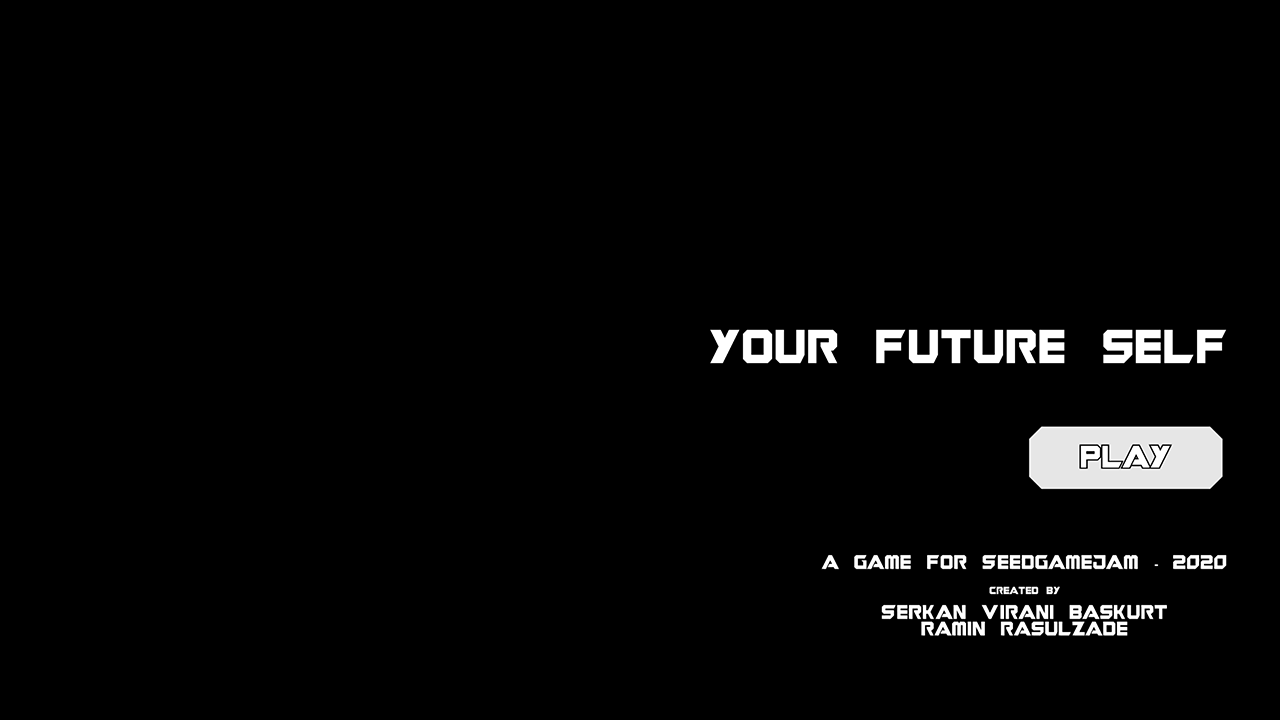 YOUR FUTURE SELF
PLAY
A GAME FOR SEEDGAMEJAM - 2020
CREATED BY
SERKAN VIRANI BASKURT
RAMIN RASULZADE